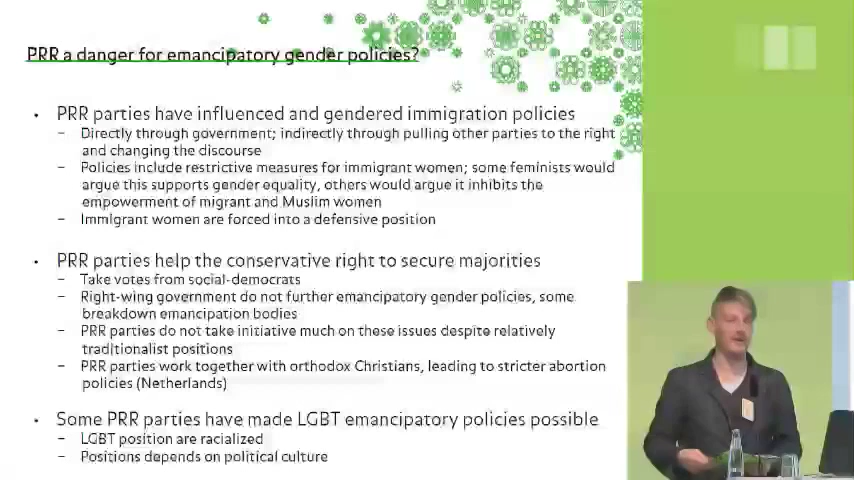 PRR a danger for emancipatory gender policies?
• PRR parties have influenced and gendered immigration policies
– Directly through government; indirectly through pulling other parties to the right
and changing the discourse
– Policies include restrictive measures for immigrant women; some feminists would
argue this supports gender equality, others would argue it inhibits the
empowerment of migrant and Muslim women
– Immigrant women are forced into a defensive position
• PRR parties help the conservative right to secure majorities
– Take votes from social-democrats
– Right-wing government do not further emancipatory gender policies, some
breakdown emancipation bodies
– PRR parties do not take initiative much on these issues despite relatively
traditionalist positions
– PRR parties work together with orthodox Christians, leading to stricter abortion
policies (Netherlands)
• Some PRR parties have made LGBT emancipatory policies possible
– LGBT position are racialized
– Positions depends on political culture